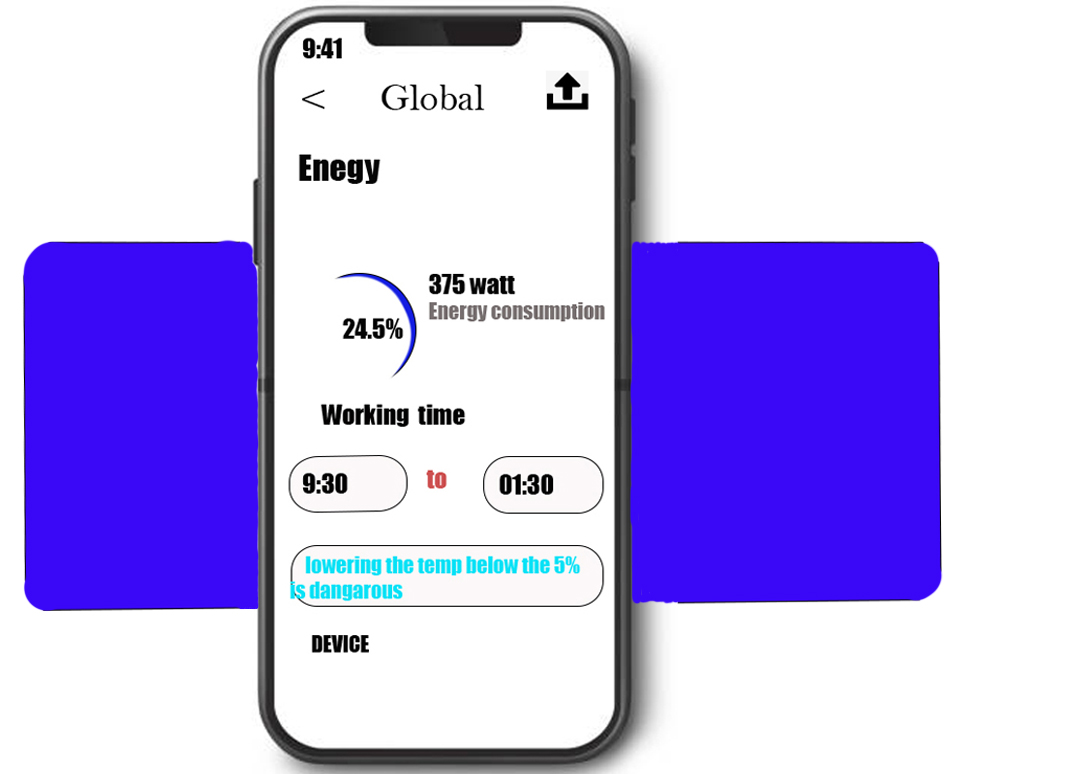 9:41
< Global
Enegy
375 watt
Energy consumption
24.5%
Working time
9:30 to 01:30
lowering the temp below the 5%
is dangarous
DEVICE